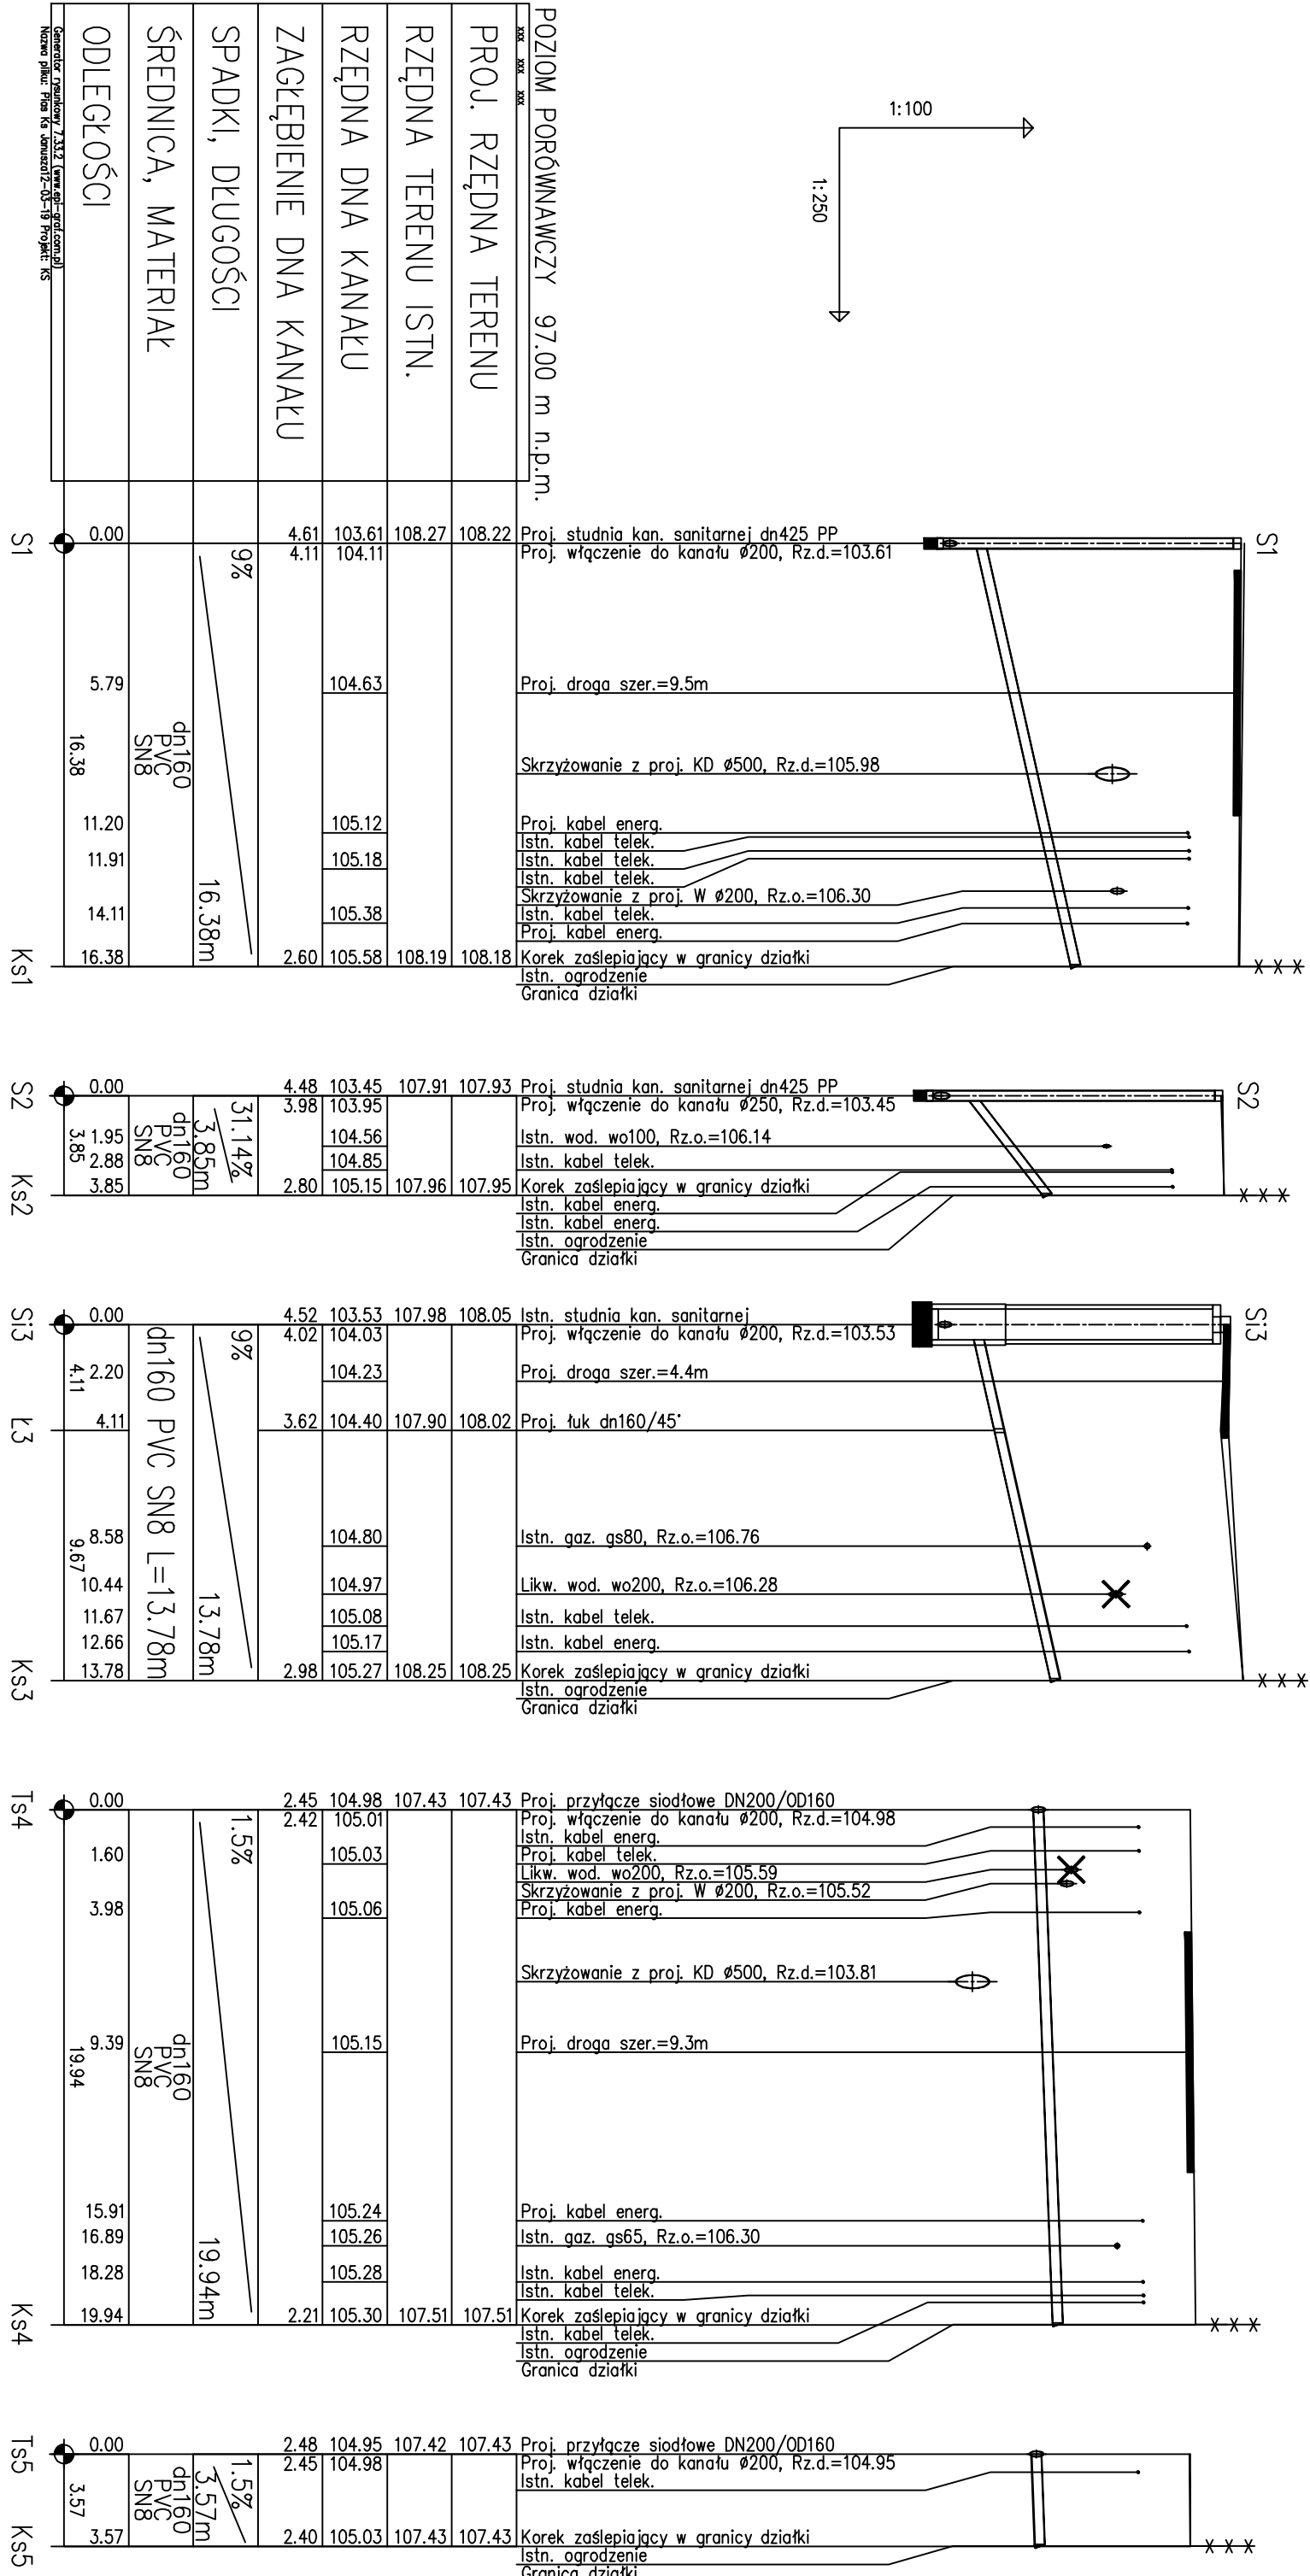 1:100
1:250
POZIOM PORÓWNAWCZY 97.00 m n.p.m.
xxx xxx xxx
PROJ. RZĘDNA TERENU
RZĘDNA TERENU ISTN.
RZĘDNA DNA KANAŁU
ZAGŁĘBIENIE DNA KANAŁU
SPADKI, DŁUGOŚCI
ŚREDNICA, MATERIAŁ
ODLEGŁOŚCI
Generator rysunkowy 7.33.2 (www.epi-graf.com.pl)
S1
0.00 4.61 103.61 108.27 108.22 Proj. studnia kan. sanitarnej dn425 PP
4.11 104.11 Proj. włączenie do kanału ø200, Rz.d.=103.61
S1
9%
5.79 104.63 Proj. droga szer.=9.5m
dn160
PVC
SN8
16.38
Skrzyżowanie z proj. KD ø500, Rz.d.=105.98
11.20 105.12 Proj. kabel energ.
Istn. kabel telek.
11.91 105.18 Istn. kabel telek.
Istn. kabel telek.
16.38m
Skrzyżowanie z proj. W ø200, Rz.o.=106.30
14.11 105.38 Istn. kabel telek.
Proj. kabel energ.
16.38 2.60 105.58 108.19 108.18 Korek zaślepiający w granicy działki
Istn. ogrodzenie
Granica działki
Ks1
S2
0.00 4.48 103.45 107.91 107.93 Proj. studnia kan. sanitarnej dn425 PP
3.98 103.95 Proj. włączenie do kanału ø250, Rz.d.=103.45
S2
31.14%
3.85m
dn160
PVC
SN8
3.85
1.95 104.56 Istn. wod. wo100, Rz.o.=106.14
2.88 104.85 Istn. kabel telek.
3.85 2.80 105.15 107.96 107.95 Korek zaślepiający w granicy działki
Istn. kabel energ.
Istn. kabel energ.
Istn. ogrodzenie
Granica działki
Ks2
Si3
0.00 4.52 103.53 107.98 108.05 Istn. studnia kan. sanitarnej
4.02 104.03 Proj. włączenie do kanału ø200, Rz.d.=103.53
Si3
9%
dn160 PVC SN8 L=13.78m
2.20 104.23 Proj. droga szer.=4.4m
4.11
4.11 3.62 104.40 107.90 108.02 Proj. łuk dn160/45°
Ł3
8.58 104.80 Istn. gaz. gs80, Rz.o.=106.76
9.67
10.44 104.97 Likw. wod. wo200, Rz.o.=106.28
11.67 105.08 Istn. kabel telek.
13.78m
12.66 105.17 Istn. kabel energ.
13.78 2.98 105.27 108.25 108.25 Korek zaślepiający w granicy działki
Istn. ogrodzenie
Granica działki
Ks3
Ts4
0.00 2.45 104.98 107.43 107.43 Proj. przyłącze siodłowe DN200/OD160
2.42 105.01 Proj. włączenie do kanału ø200, Rz.d.=104.98
Istn. kabel energ.
1.5%
1.60 105.03 Proj. kabel telek.
Likw. wod. wo200, Rz.o.=105.59
Skrzyżowanie z proj. W ø200, Rz.o.=105.52
3.98 105.06 Proj. kabel energ.
Skrzyżowanie z proj. KD ø500, Rz.d.=103.81
9.39 105.15 Proj. droga szer.=9.3m
dn160
PVC
SN8
19.94
15.91 105.24 Proj. kabel energ.
16.89 105.26 Istn. gaz. gs65, Rz.o.=106.30
19.94m
18.28 105.28 Istn. kabel energ.
Istn. kabel telek.
19.94 2.21 105.30 107.51 107.51 Korek zaślepiający w granicy działki
Istn. kabel telek.
Istn. ogrodzenie
Granica działki
Ks4
Ts5
0.00 2.48 104.95 107.42 107.43 Proj. przyłącze siodłowe DN200/OD160
2.45 104.98 Proj. włączenie do kanału ø200, Rz.d.=104.95
Istn. kabel telek.
1.5%
3.57m
dn160
PVC
SN8
3.57
3.57 2.40 105.03 107.43 107.43 Korek zaślepiający w granicy działki
Istn. ogrodzenie
Granica działki
Ks5